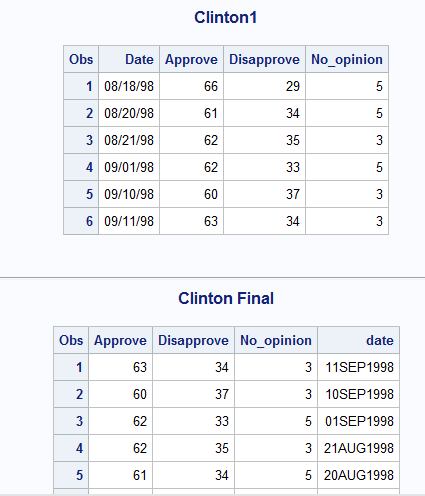 Clinton1
Obs Date Approve Disapprove No_opinion
1 08/18/98 66 29 5
2 08/20/98 61 34 5
3 08/21/98 62 35 3
4 09/01/98 62 33 5
5 09/10/98 60 37 3
6 09/11/98 63 34 3
Clinton Final
Obs Approve Disapprove No_opinion date
1 63 34 3 11SEP1998
2 60 37 3 10SEP1998
3 62 33 5 01SEP1998
4 62 35 3 21AUG1998
5 61 34 5 20AUG1998